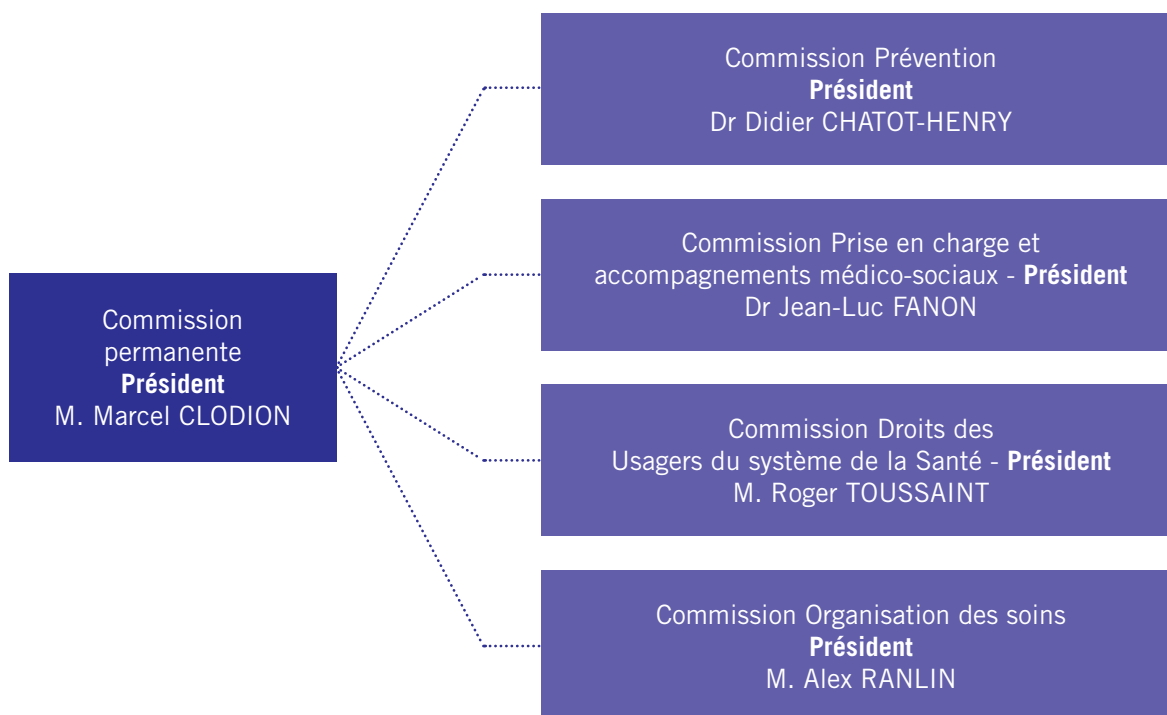 Commission
permanente
Président
M. Marcel CLODION
Commission Prévention
Président
Dr Didier CHATOT-HENRY
Commission Prise en charge et
accompagnements médico-sociaux - Président
Dr Jean-Luc FANON
Commission Droits des
Usagers du système de la Santé - Président
M. Roger TOUSSAINT
Commission Organisation des soins
Président
M. Alex RANLIN